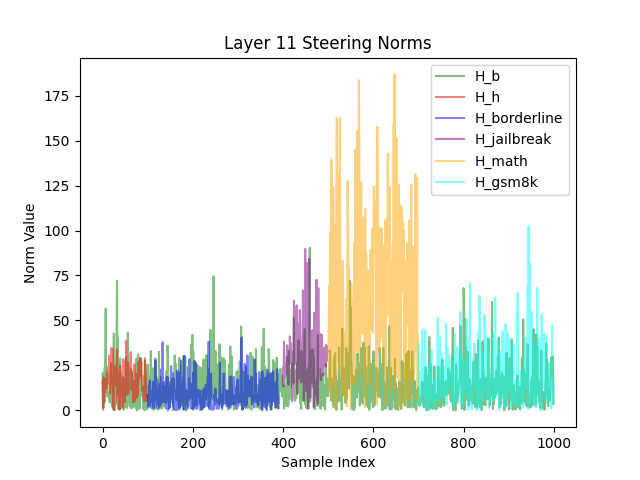 Layer 11 Steering Norms
H_b
H_h
H_borderline
H_jailbreak
H_math
H_gsm8k
Norm Value
175
150
125
100
75
50
25
0
0 200 400 600 800 1000
Sample Index